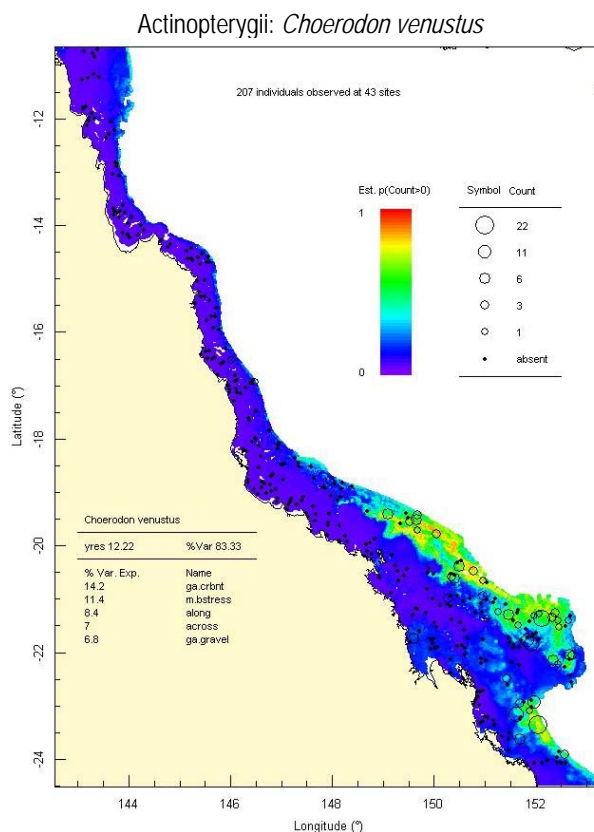 Actinopterygii: Choerodon venustus
207 individuals observed at 43 sites
Est. p(Count>0)
1
0
Symbol Count
22
11
6
3
1
absent
Choerodon venustus
yres 12.22 %Var 83.33
% Var. Exp. Name
14.2 ga.crbnt
11.4 m.bstress
8.4 along
7 across
6.8 ga.gravel
Latitude (°)
-12
-14
-16
-18
-20
-22
-24
144 146 148 150 152
Longitude (°)